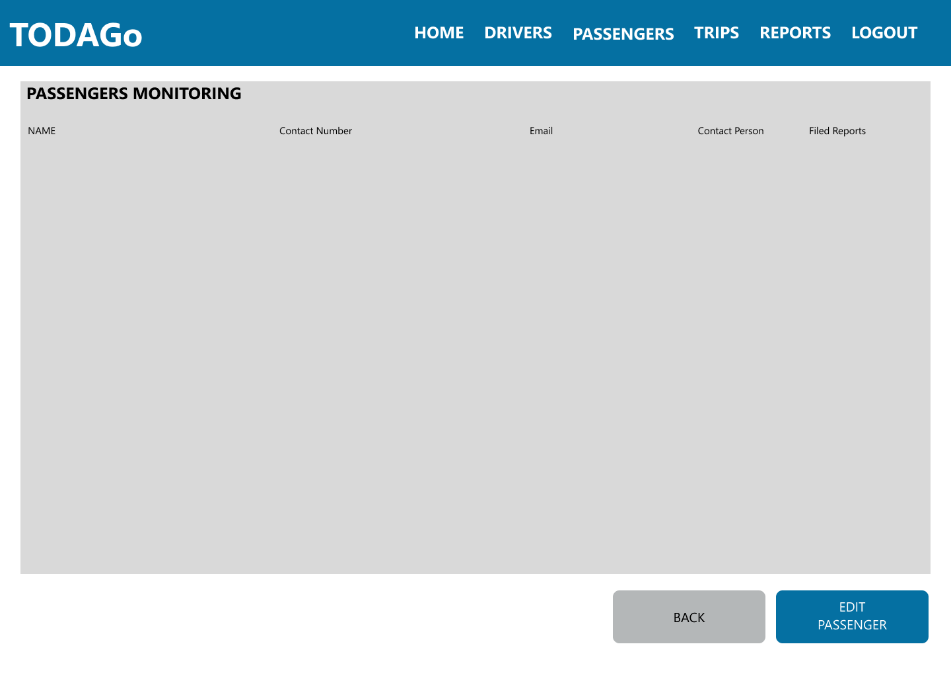 TODAGo
HOME DRIVERS PASSENGERS TRIPS REPORTS LOGOUT
PASSENGERS MONITORING
NAME Contact Number Email Contact Person Filed Reports
BACK
EDIT
PASSENGER